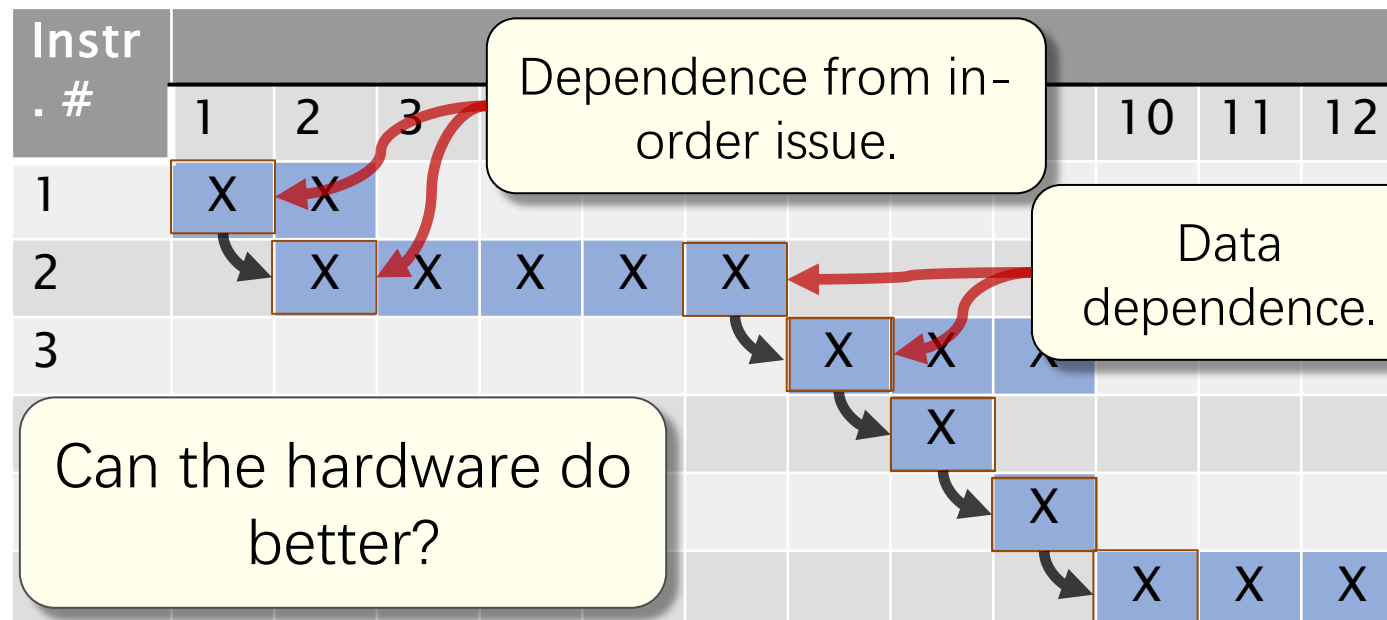 Instr
. #
1 2 3 10 11 12
Dependence from in-
order issue.
1 X X
2 X X X X X
Data
dependence.
3 X X X
X
X
X X X
Can the hardware do
better?